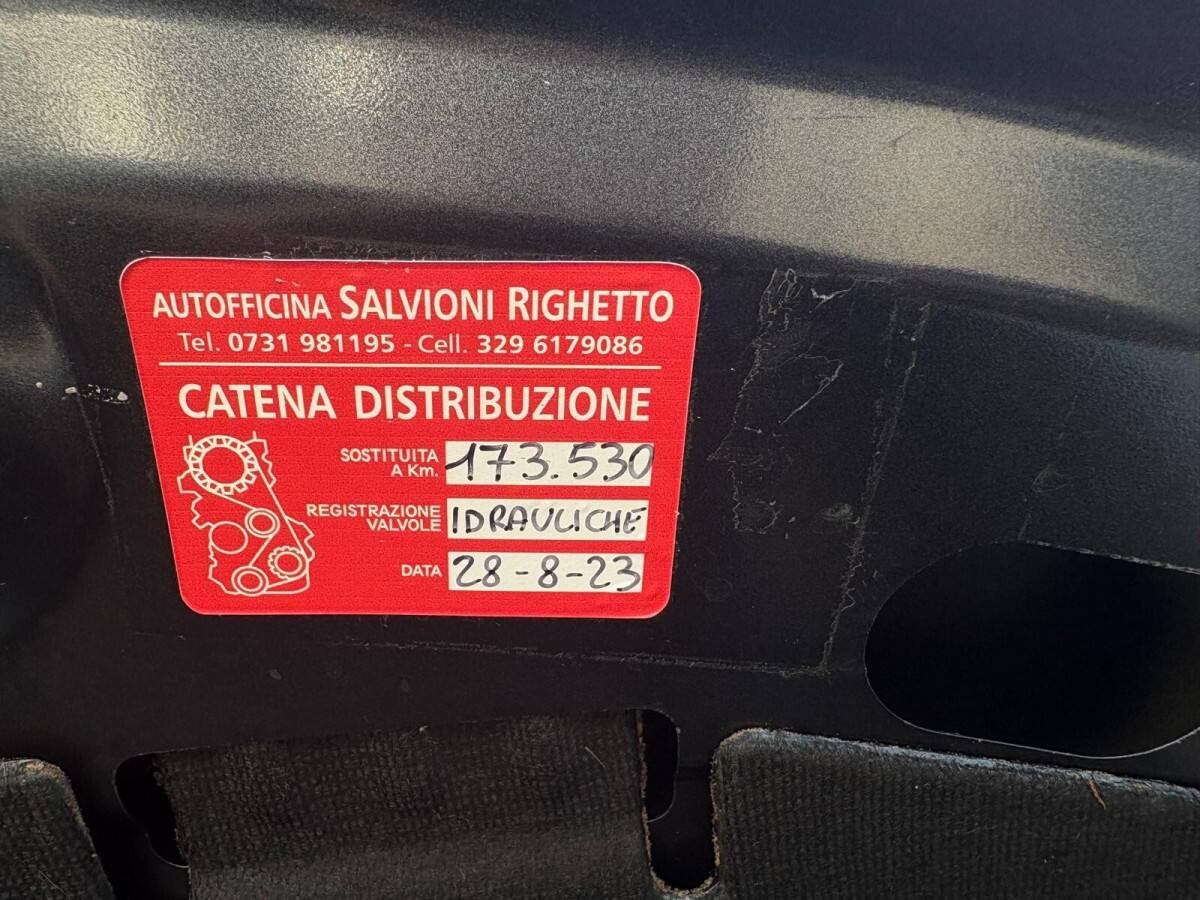 AUTOFFICINA SALVIONI RIGHETTO
Tel. 0731 981195 - Cell. 329 6179086
CATENA DISTRIBUZIONE
SOSTITUITA A Km. 173.530
REGISTRAZIONE VALVOLE IDRAULICHE
DATA 28-8-23